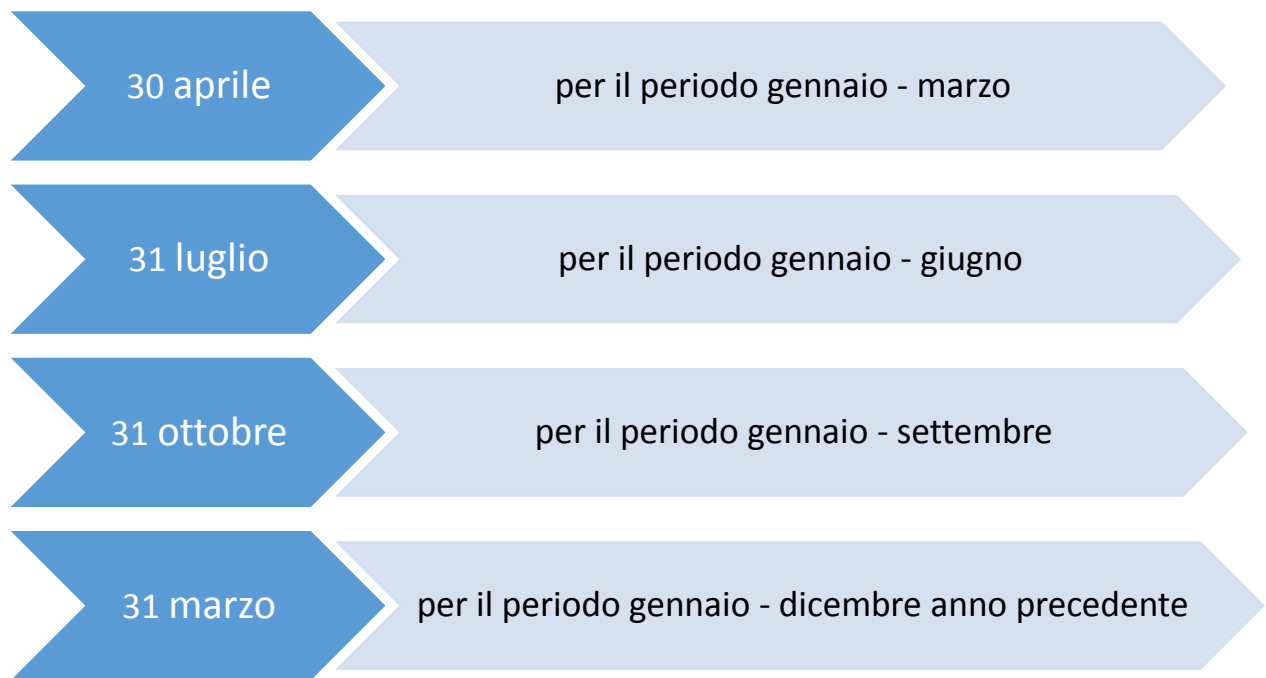 30 aprile
per il periodo gennaio - marzo
31 luglio
per il periodo gennaio - giugno
31 ottobre
per il periodo gennaio - settembre
31 marzo
per il periodo gennaio - dicembre anno precedente